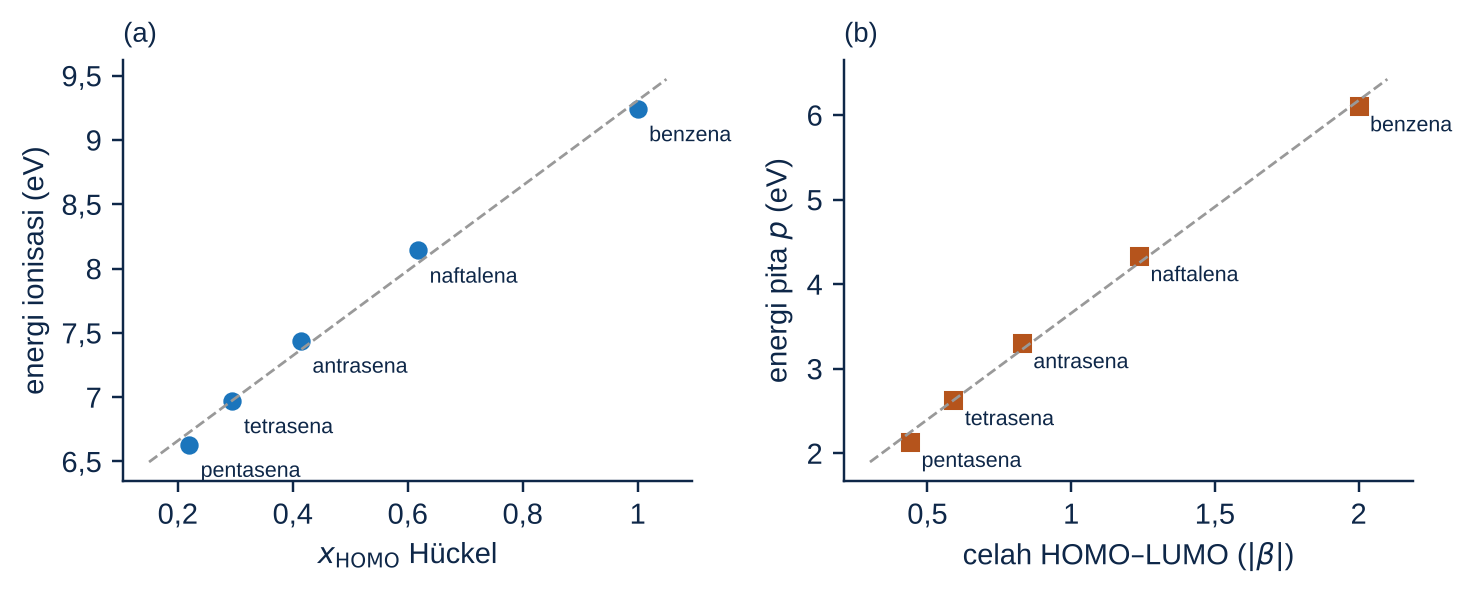 (a)
energi ionisasi (eV)
9,5
9
8,5
8
7,5
7
6,5
benzena
naftalena
antrasena
tetrasena
pentasena
0,2 0,4 0,6 0,8 1
xHOMO Hückel
(b)
energi pita p (eV)
6
5
4
3
2
benzena
naftalena
antrasena
tetrasena
pentasena
0,5 1 1,5 2
celah HOMO–LUMO (|β|)